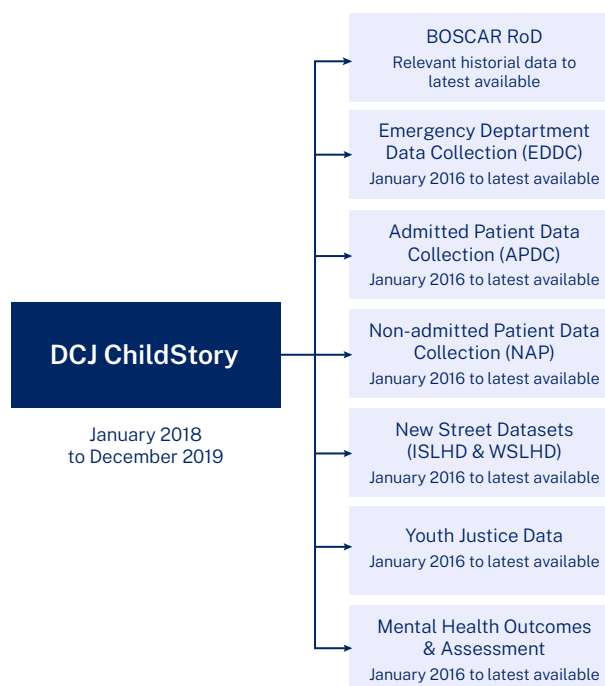 BOSCAR RoD
Relevant historial data to
latest available
Emergency Deptartment
Data Collection (EDDC)
January 2016 to latest available
Admitted Patient Data
Collection (APDC)
January 2016 to latest available
DCJ ChildStory
January 2018
to December 2019
Non-admitted Patient Data
Collection (NAP)
January 2016 to latest available
New Street Datasets
(ISLHD & WSLHD)
January 2016 to latest available
Youth Justice Data
January 2016 to latest available
Mental Health Outcomes
& Assessment
January 2016 to latest available